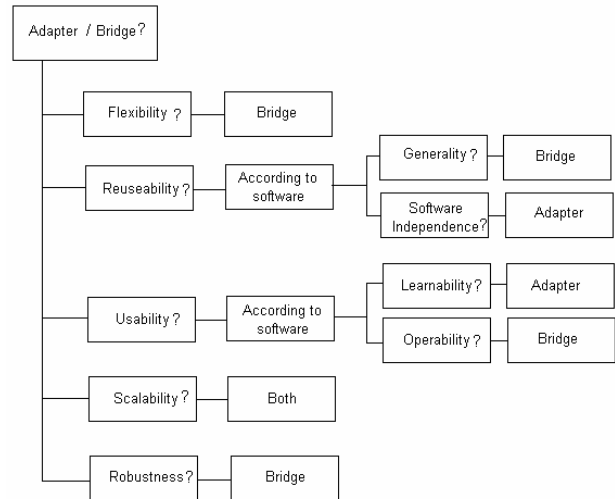 Adapter / Bridge?
Flexibility ?
Bridge
Reuseability ?
According to
software
Generality ?
Bridge
Software
Independence?
Adapter
Usability ?
According to
software
Learnability ?
Adapter
Operability ?
Bridge
Scalability ?
Both
Robustness ?
Bridge